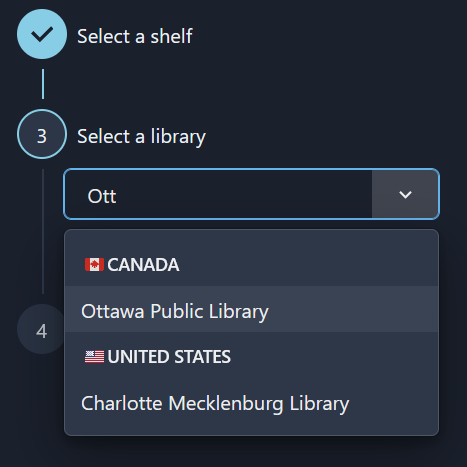 Select a shelf
3
Select a library
Ott
CANADA
Ottawa Public Library
UNITED STATES
4
Charlotte Mecklenburg Library